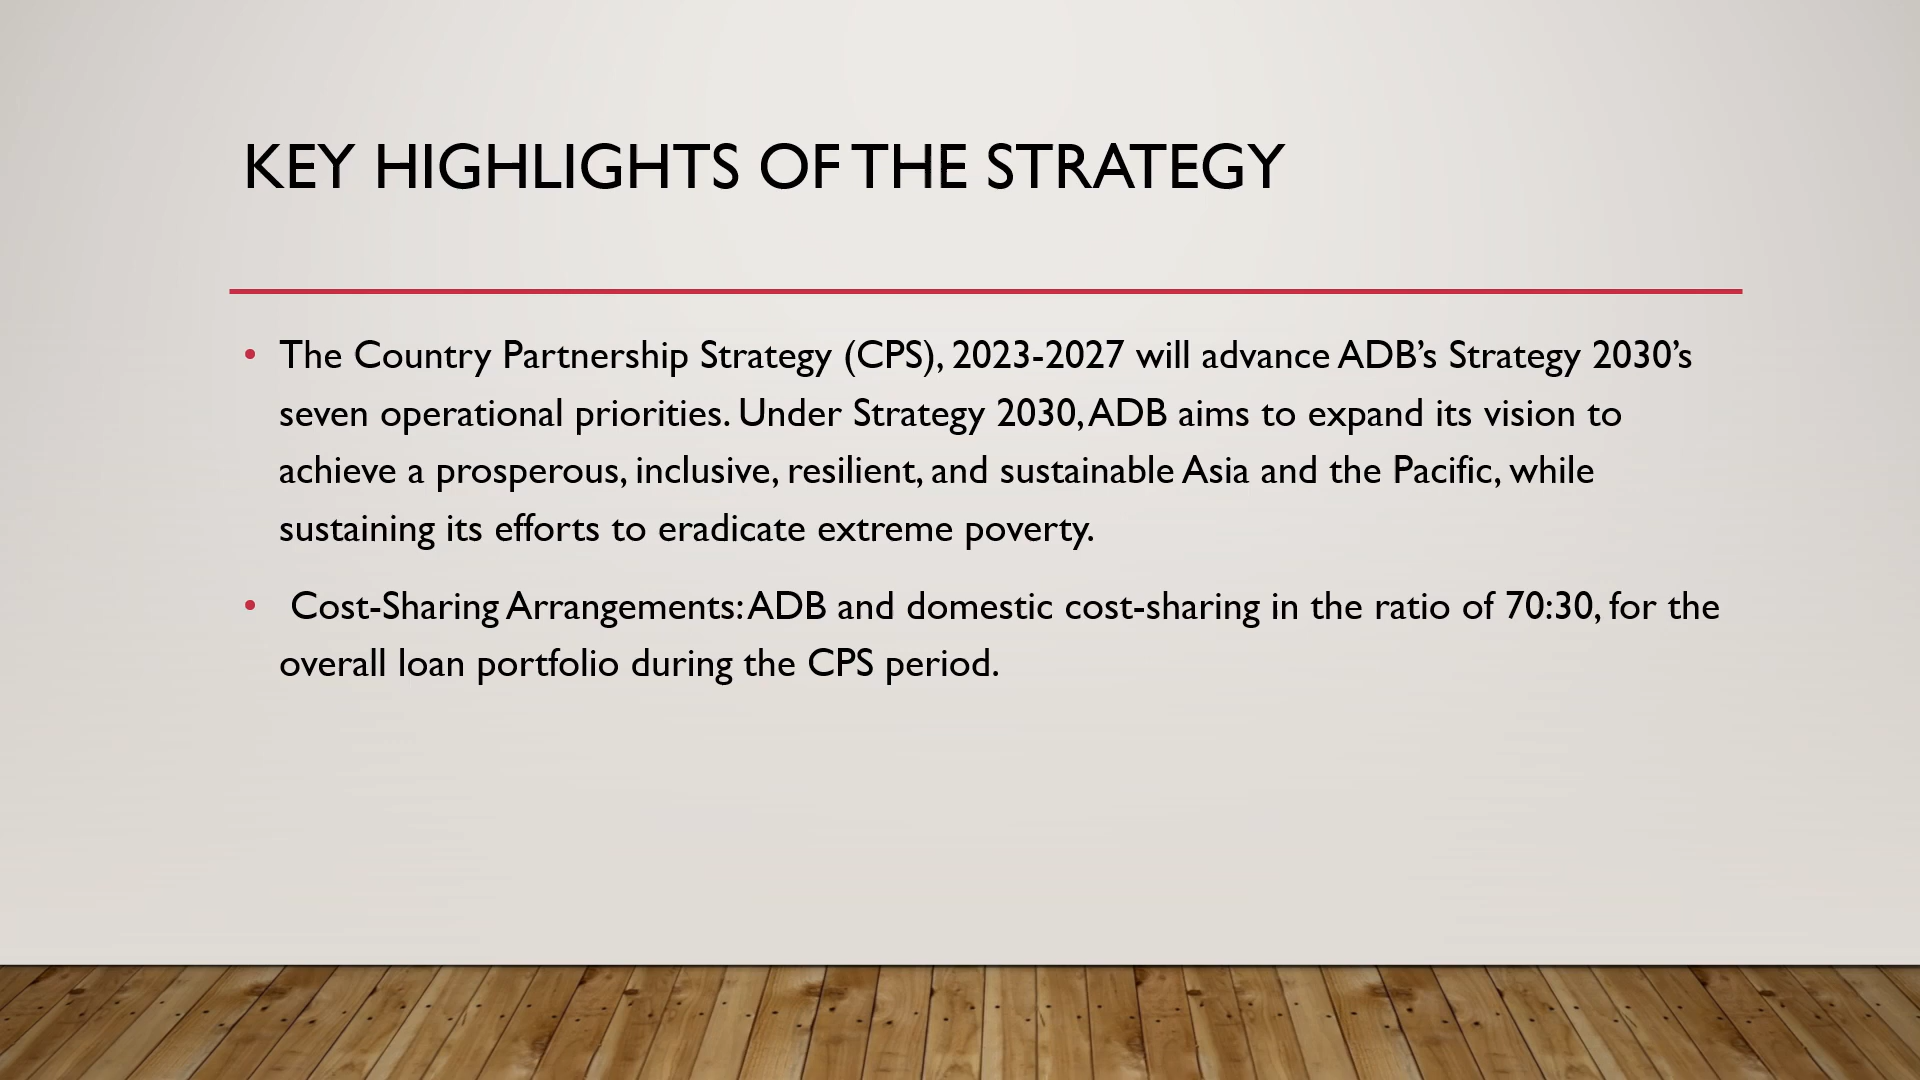 KEY HIGHLIGHTS OF THE STRATEGY
• The Country Partnership Strategy (CPS), 2023-2027 will advance ADB’s Strategy 2030’s
seven operational priorities. Under Strategy 2030, ADB aims to expand its vision to
achieve a prosperous, inclusive, resilient, and sustainable Asia and the Pacific, while
sustaining its efforts to eradicate extreme poverty.
• Cost-Sharing Arrangements: ADB and domestic cost-sharing in the ratio of 70:30, for the
overall loan portfolio during the CPS period.